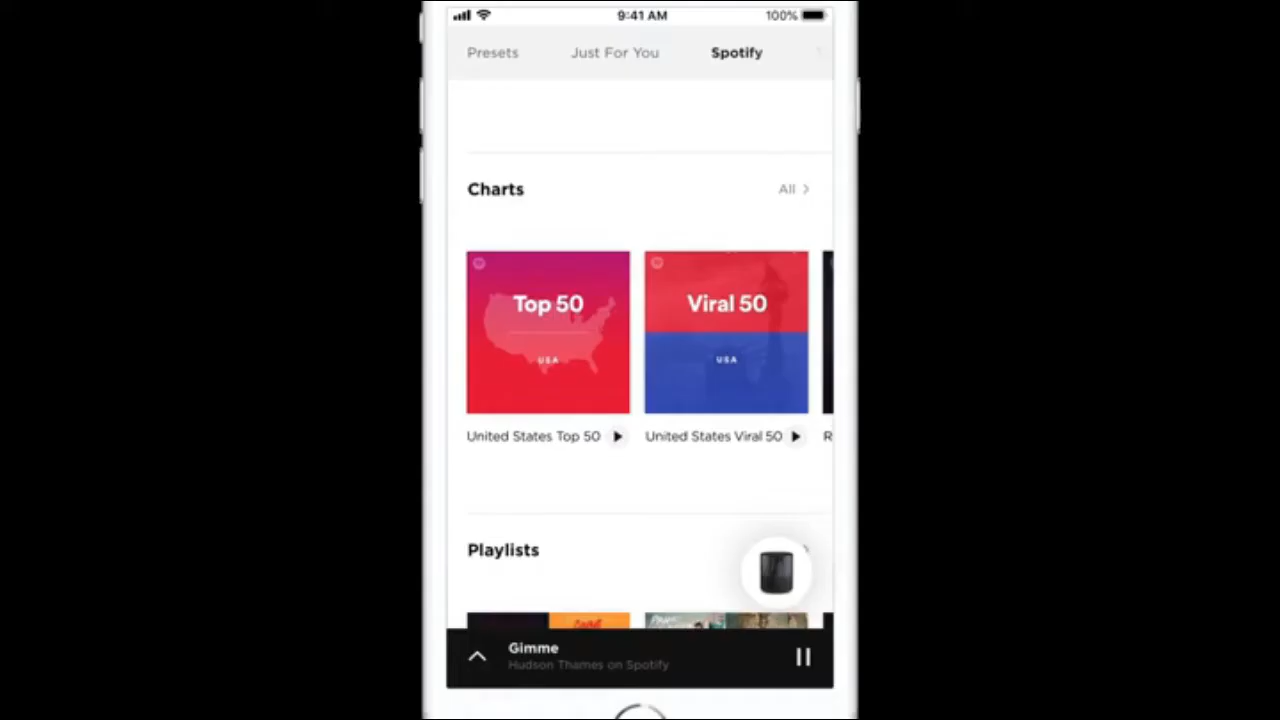 9:41 AM 100%
Presets Just For You Spotify
Charts All
Top 50
USA
Viral 50
USA
United States Top 50 United States Viral 50 R
Playlists
Gimme
Hudson Thames on Spotify